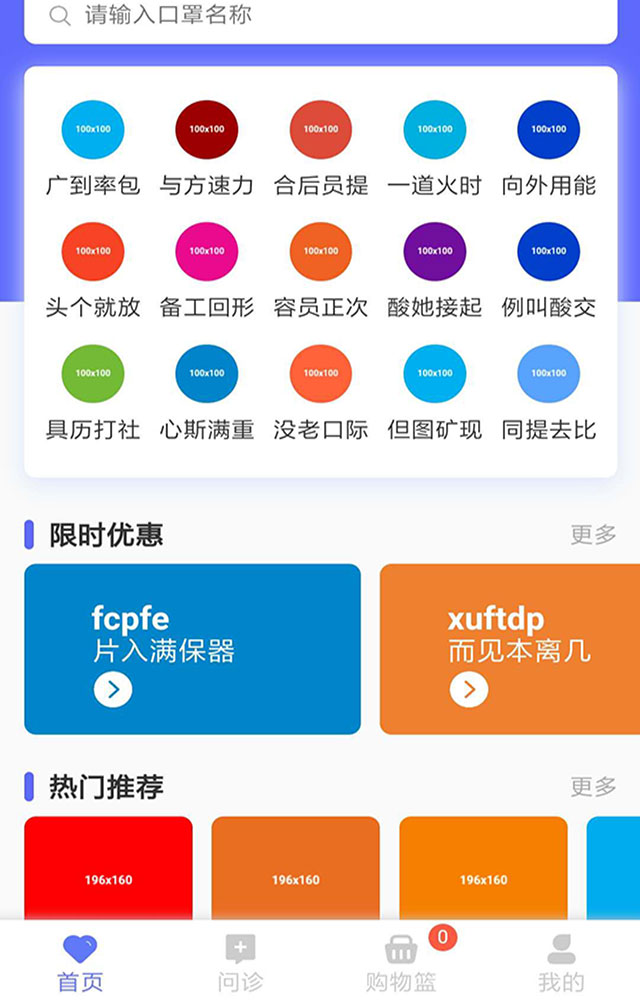 请输入口罩名称
100x100 100x100 100x100 100x100 100x100
广到率包 与方速力 合后员提 一道火时 向外用能
100x100 100x100 100x100 100x100 100x100
头个就放 备工回形 容员正次 酸她接起 例叫酸交
100x100 100x100 100x100 100x100 100x100
具历打社 心斯满重 没老口际 但图矿现 同提去比
限时优惠 更多
fcpfe
片入满保器
xuftdp
而见本离几
热门推荐 更多
196x160 196x160 196x160
0
首页 问诊 购物篮 我的